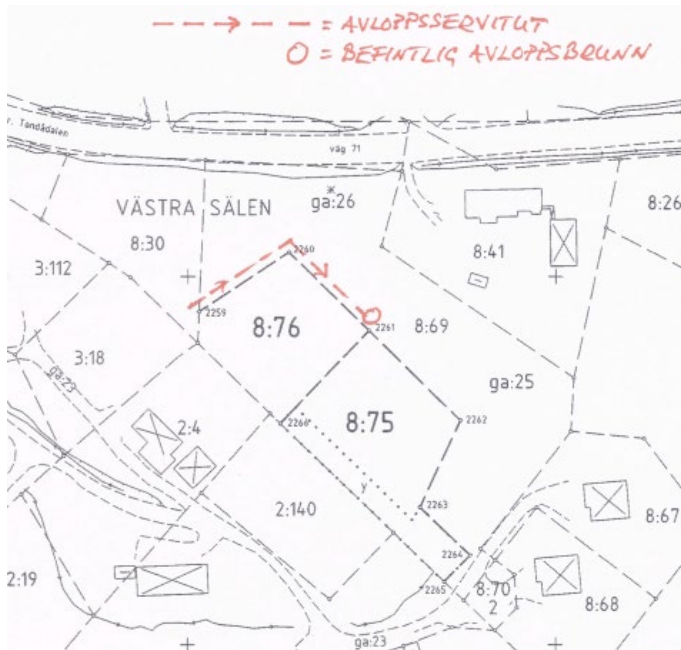 = AVLOPPSSERVITUT
= BEFINTLIG AVLOPPSBRUNN
r. Tandådalen
väg 71
VÄSTRA SÄLEN
ga:26
8:30
8:41
8:26
3:112
2260
2259
8:76
2261
8:69
3:18
ga:23
ga:25
2:4
8:75
2262
2266
y
2:140
2263
8:67
2264
2:19
2265
8:70
2
8:68
ga:23